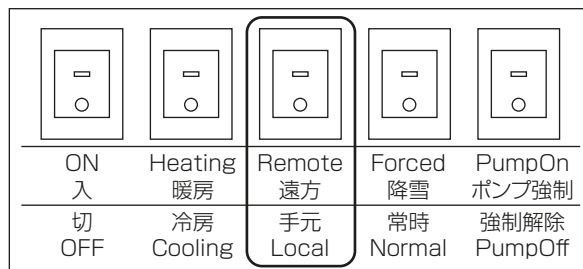 ON Heating Remote Forced PumpOn
入 暖房 遠方 降雪 ポンプ強制
切 冷房 手元 常時 強制解除
OFF Cooling Local Normal PumpOff